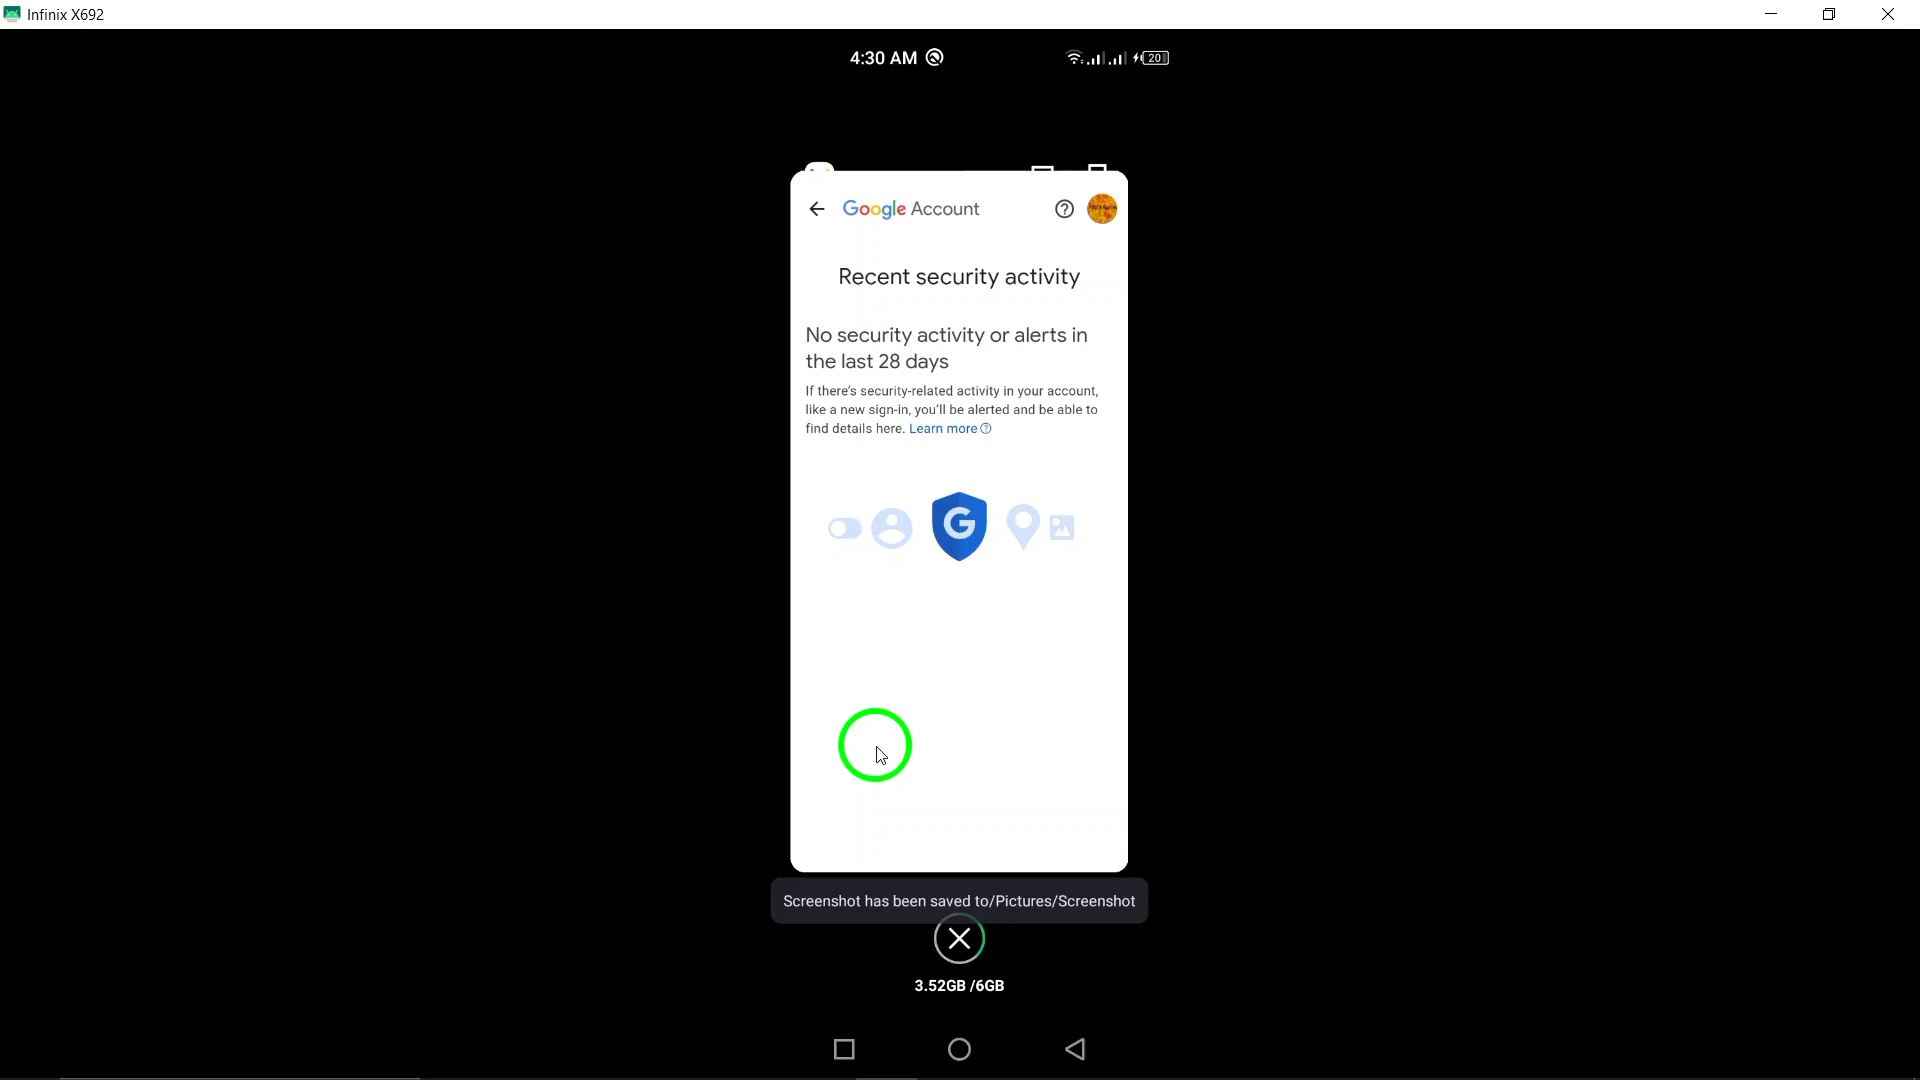 Infinix X692
4:30 AM
20
Google Account
Recent security activity
No security activity or alerts in
the last 28 days
If there's security-related activity in your account,
like a new sign-in, you'll be alerted and be able to
find details here. Learn more
G
Screenshot has been saved to/Pictures/Screenshot
3.52GB /6GB